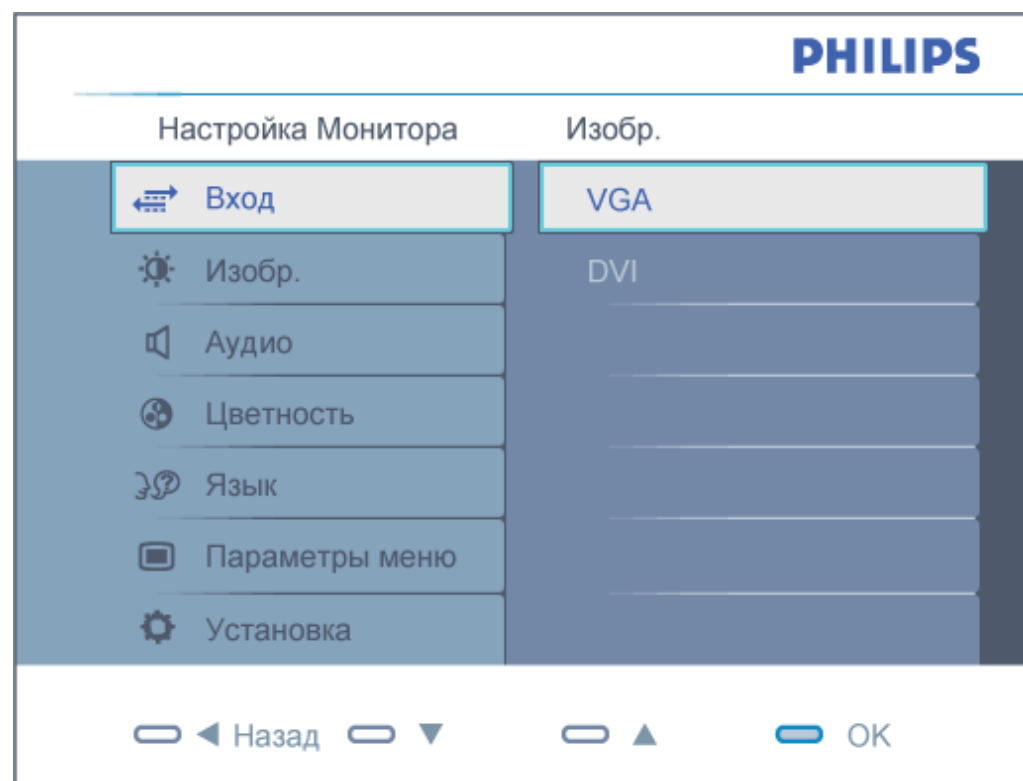 PHILIPS
Настройка Монитора Изобр.
Вход VGA
Изобр. DVI
Аудио
Цветность
Язык
Параметры меню
Установка
Назад OK